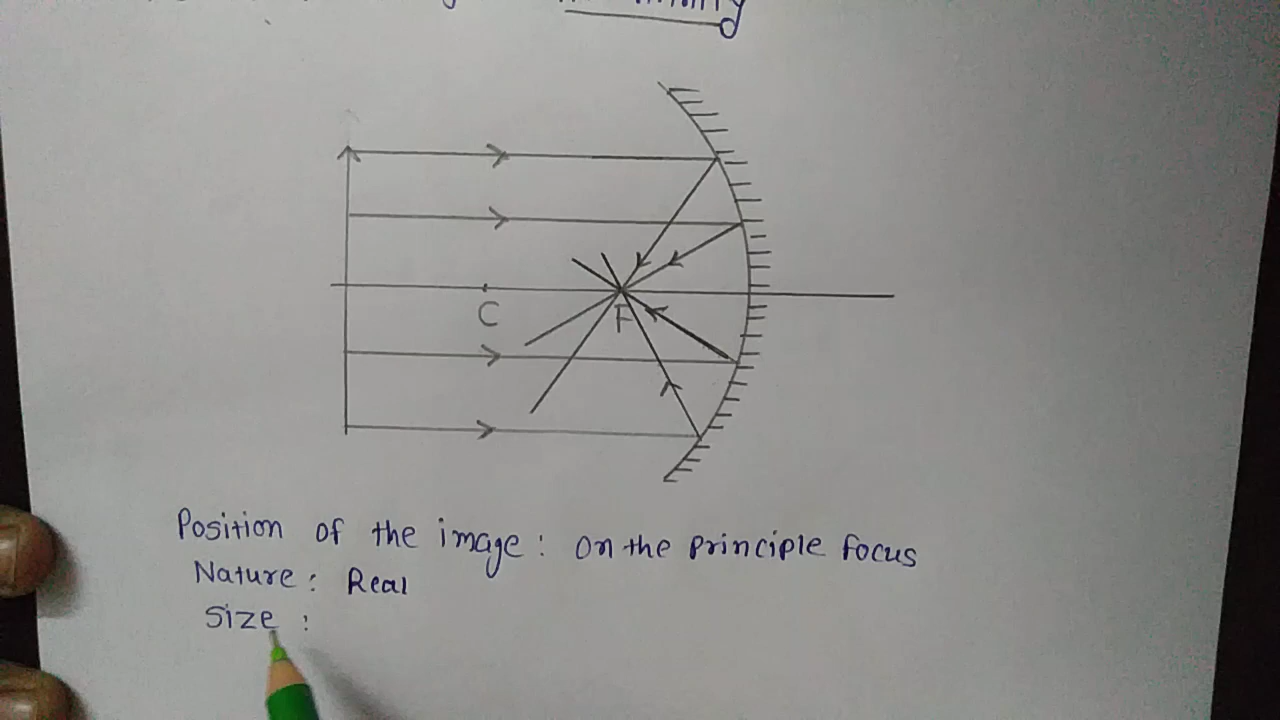 C
F
Position of the image : on the principle focus
Nature : Real
Size :